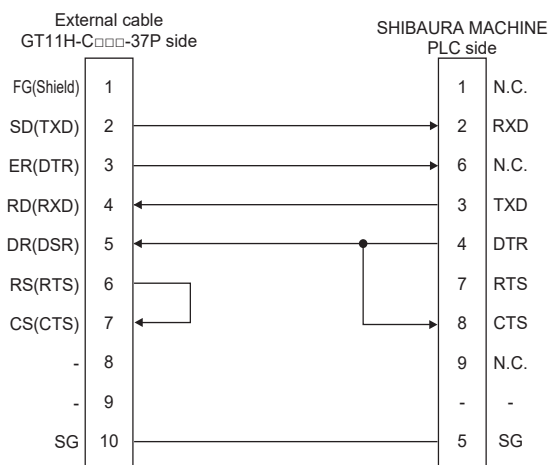 External cable
GT11H-C□□□-37P side
SHIBAURA MACHINE
PLC side
FG(Shield) 1 1 N.C.
SD(TXD) 2 2 RXD
ER(DTR) 3 6 N.C.
RD(RXD) 4 3 TXD
DR(DSR) 5 4 DTR
RS(RTS) 6 7 RTS
CS(CTS) 7 8 CTS
- 8 9 N.C.
- 9 - -
SG 10 5 SG